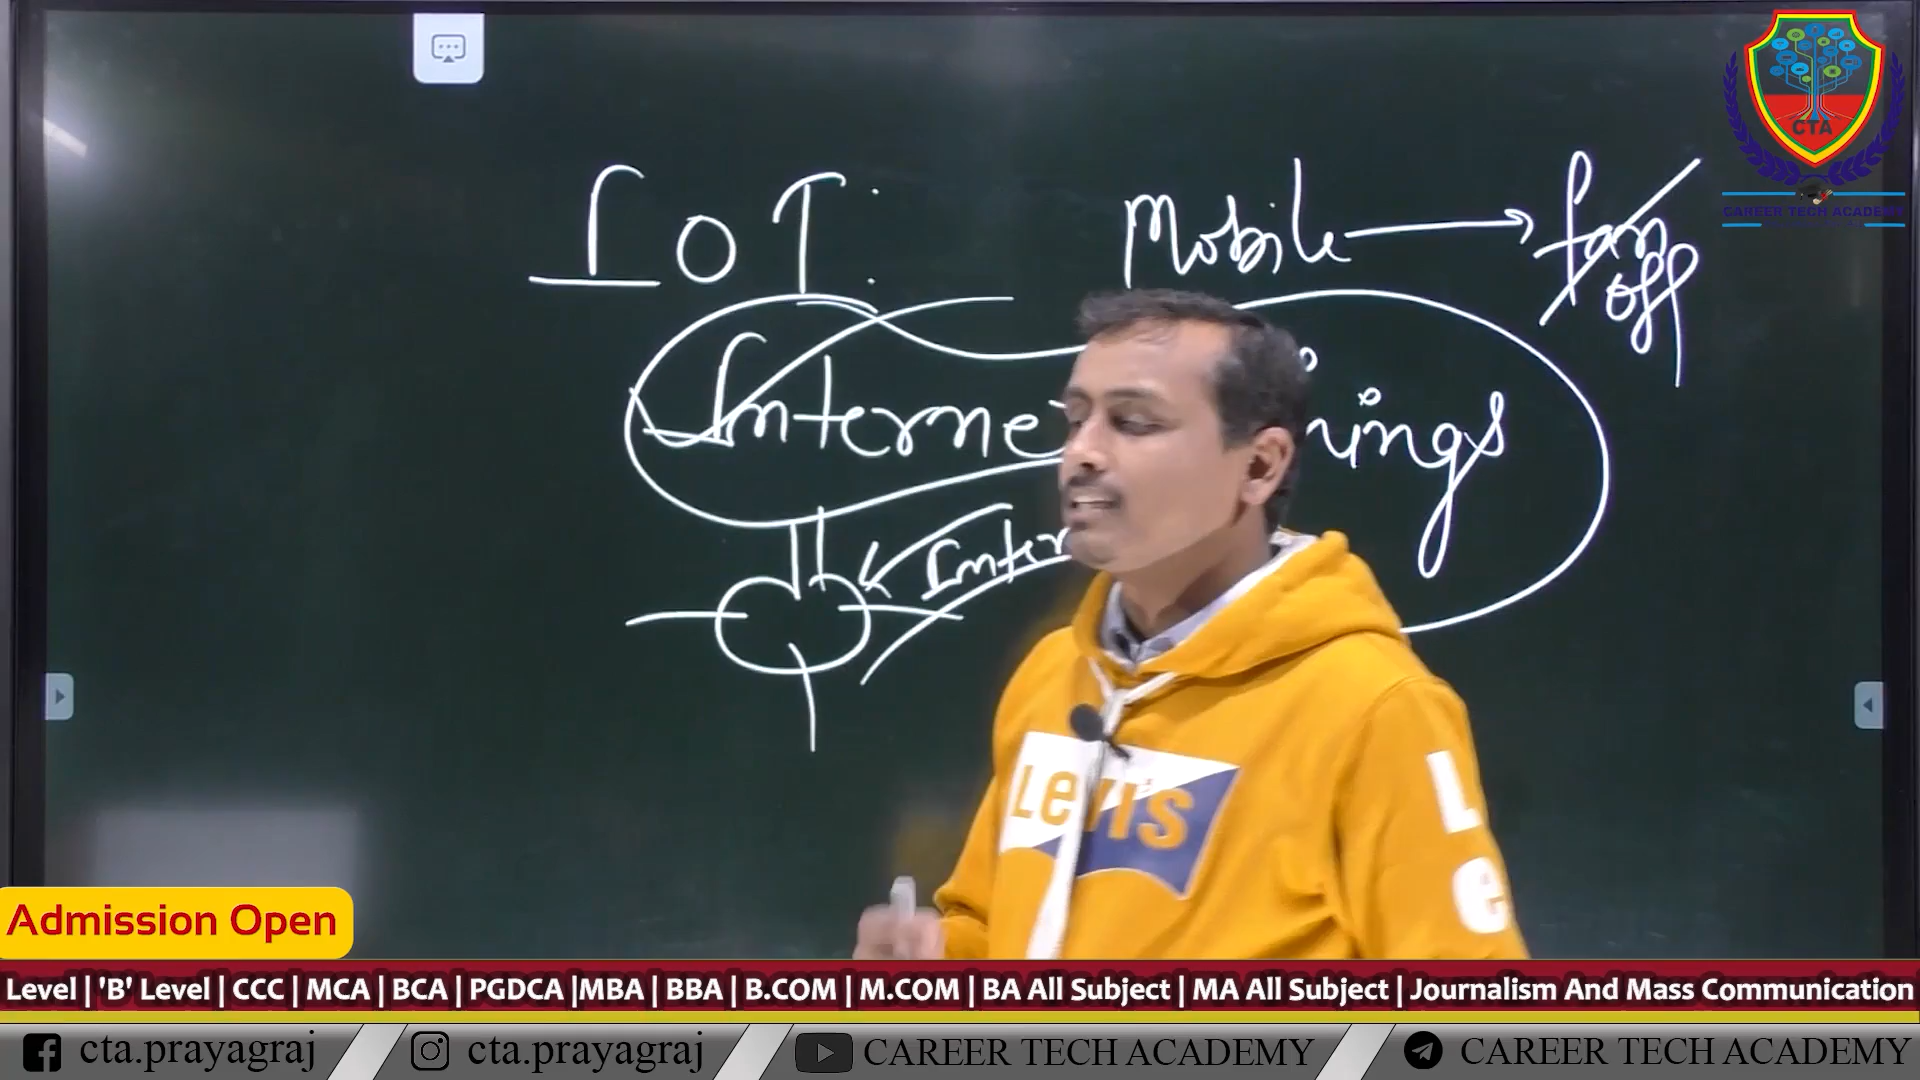 CTA
CAREER TECH ACADEMY
IOT:
Mobile → fan
off
Interne ings
Inter
Levi's
L
e
Admission Open
Level | 'B' Level | CCC | MCA | BCA | PGDCA |MBA | BBA | B.COM | M.COM | BA All Subject | MA All Subject | Journalism And Mass Communication
cta.prayagraj cta.prayagraj CAREER TECH ACADEMY CAREER TECH ACADEMY